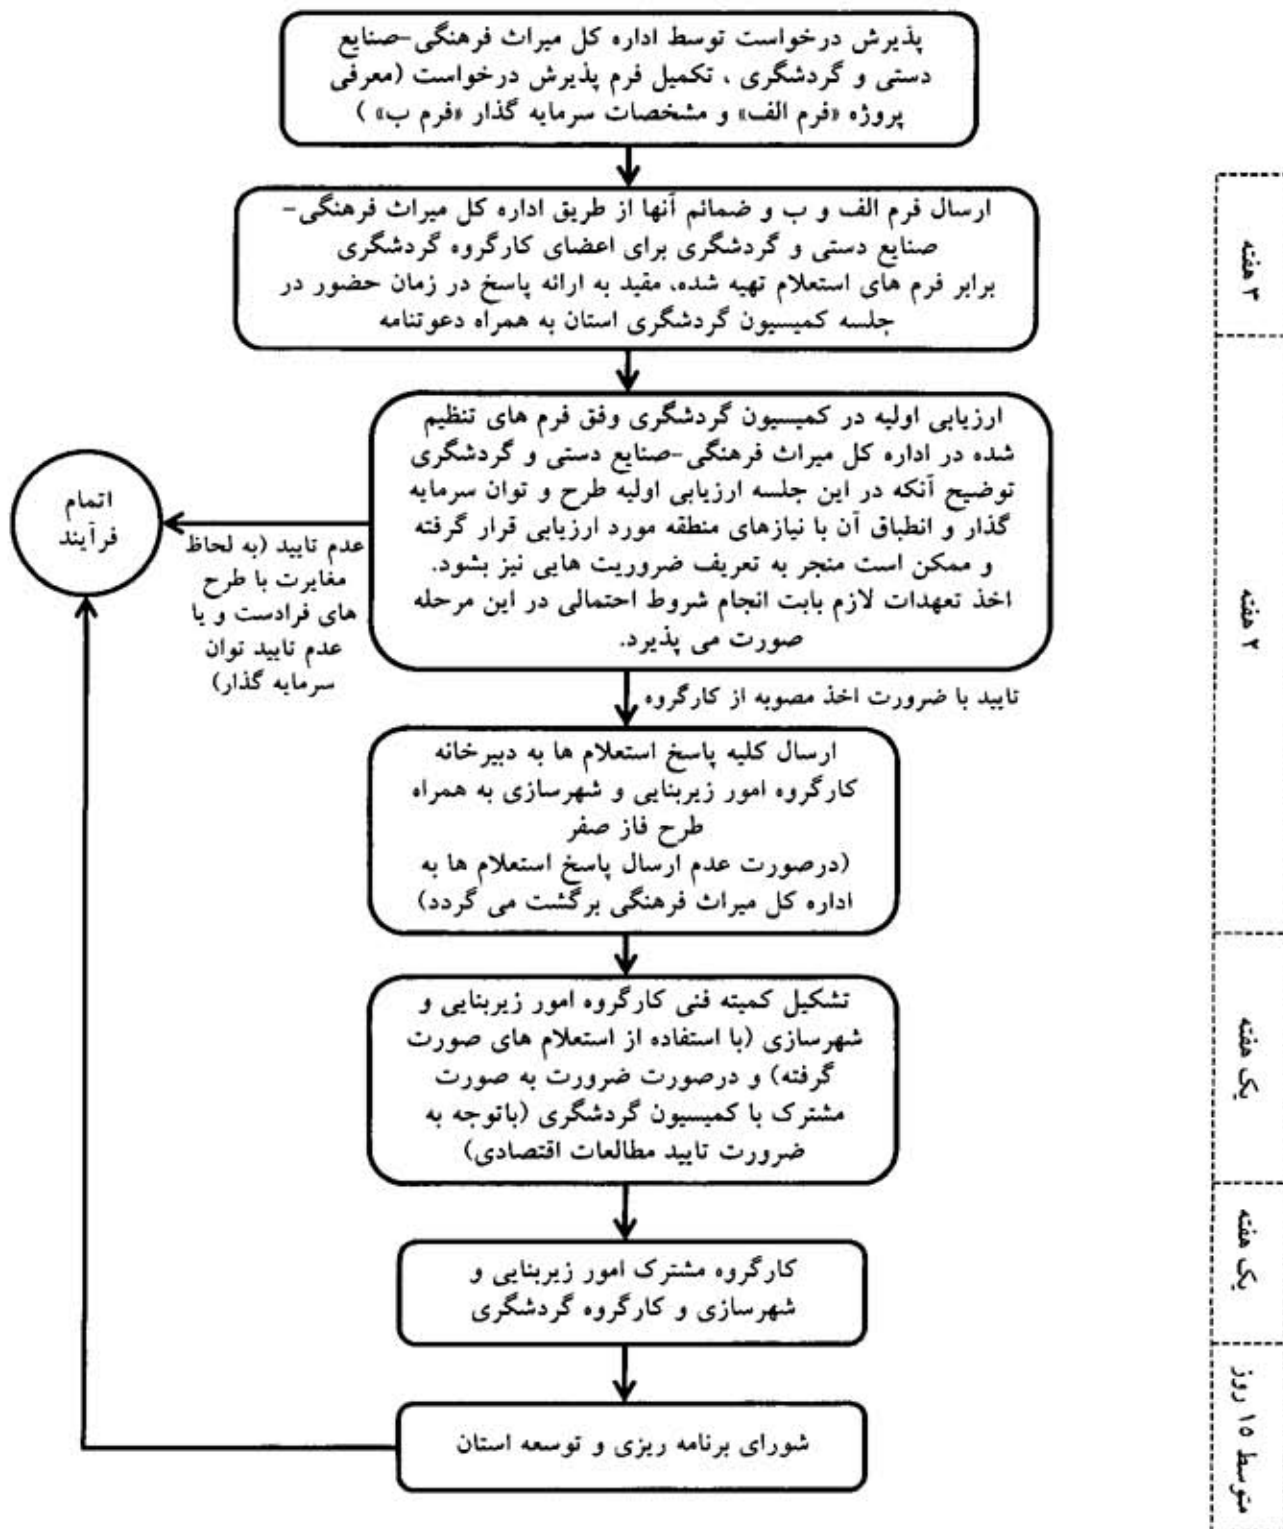 پذیرش درخواست توسط اداره کل میراث فرهنگی-صنایع
دستی و گردشگری ، تکمیل فرم پذیرش درخواست (معرفی
پروژه «فرم الف» و مشخصات سرمایه گذار «فرم ب» )
ارسال فرم الف و ب و ضمائم آنها از طریق اداره کل میراث فرهنگی-
صنایع دستی و گردشگری برای اعضای کارگروه گردشگری
برابر فرم های استعلام تهیه شده، مقید به ارائه پاسخ در زمان حضور در
جلسه کمیسیون گردشگری استان به همراه دعوتنامه
۳ هفته
ارزیابی اولیه در کمیسیون گردشگری وفق فرم های تنظیم
شده در اداره کل میراث فرهنگی-صنایع دستی و گردشگری
توضیح آنکه در این جلسه ارزیابی اولیه طرح و توان سرمایه
گذار و انطباق آن با نیازهای منطقه مورد ارزیابی قرار گرفته
و ممکن است منجر به تعریف ضروریت هایی نیز بشود.
اخذ تعهدات لازم بابت انجام شروط احتمالی در این مرحله
صورت می پذیرد.
اتمام
فرآیند
عدم تایید (به لحاظ
مغایرت با طرح
های فرادست و یا
عدم تایید توان
سرمایه گذار)
۲ هفته
تایید با ضرورت اخذ مصوبه از کارگروه
ارسال کلیه پاسخ استعلام ها به دبیرخانه
کارگروه امور زیربنایی و شهرسازی به همراه
طرح فاز صفر
(درصورت عدم ارسال پاسخ استعلام ها به
اداره کل میراث فرهنگی برگشت می گردد)
تشکیل کمیته فنی کارگروه امور زیربنایی و
شهرسازی (با استفاده از استعلام های صورت
گرفته) و درصورت ضرورت به صورت
مشترک با کمیسیون گردشگری (باتوجه به
ضرورت تایید مطالعات اقتصادی)
یک هفته
کارگروه مشترک امور زیربنایی و
شهرسازی و کارگروه گردشگری
یک هفته
شورای برنامه ریزی و توسعه استان
متوسط ۱۵ روز